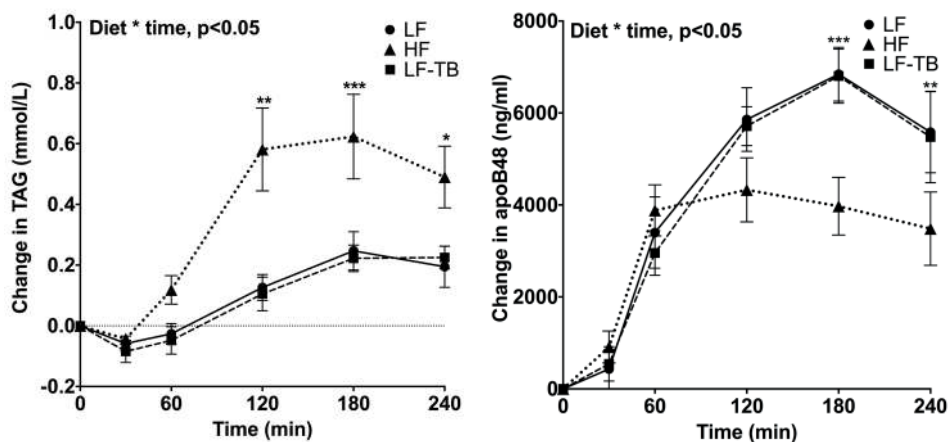 Diet * time, p<0.05
LF
HF
LF-TB
1.0
0.8
0.6
0.4
0.2
0.0
-0.2
**
***
*
0
60
120
180
240
Time (min)
Change in TAG (mmol/L)
Diet * time, p<0.05
LF
HF
LF-TB
8000
6000
4000
2000
0
***
**
0
60
120
180
240
Time (min)
Change in apoB48 (ng/ml)